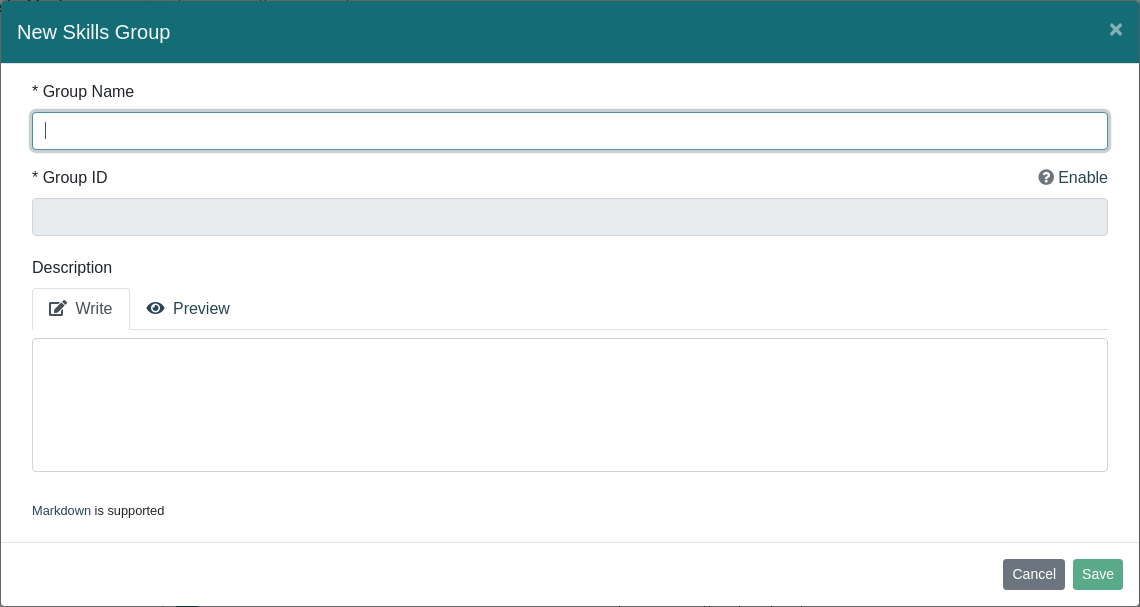 New Skills Group ×
* Group Name
* Group ID Enable
Description
Write Preview
Markdown is supported
Cancel Save